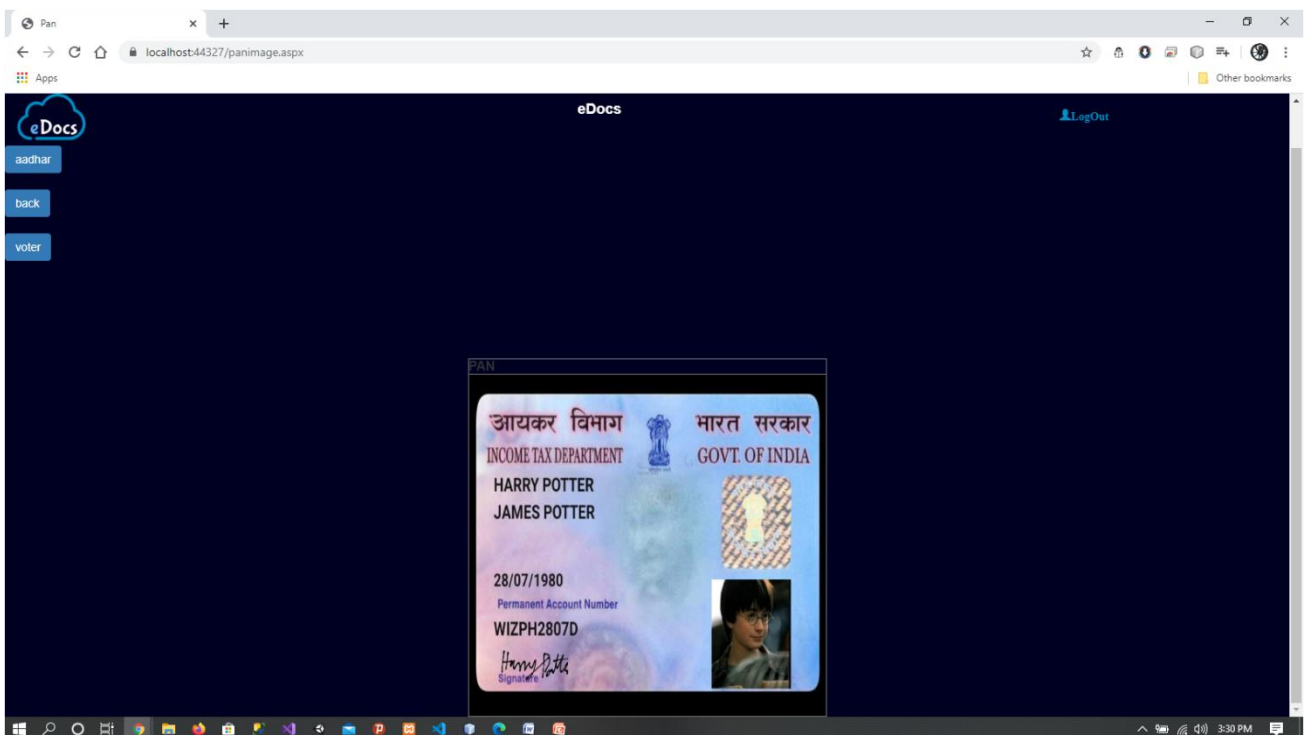 Pan
localhost:44327/panimage.aspx
Apps
Other bookmarks
eDocs
eDocs
LogOut
aadhar
back
voter
PAN
आयकर विभाग
भारत सरकार
INCOME TAX DEPARTMENT
GOVT. OF INDIA
HARRY POTTER
JAMES POTTER
28/07/1980
Permanent Account Number
WIZPH2807D
Harry Potte
Signature
3:30 PM